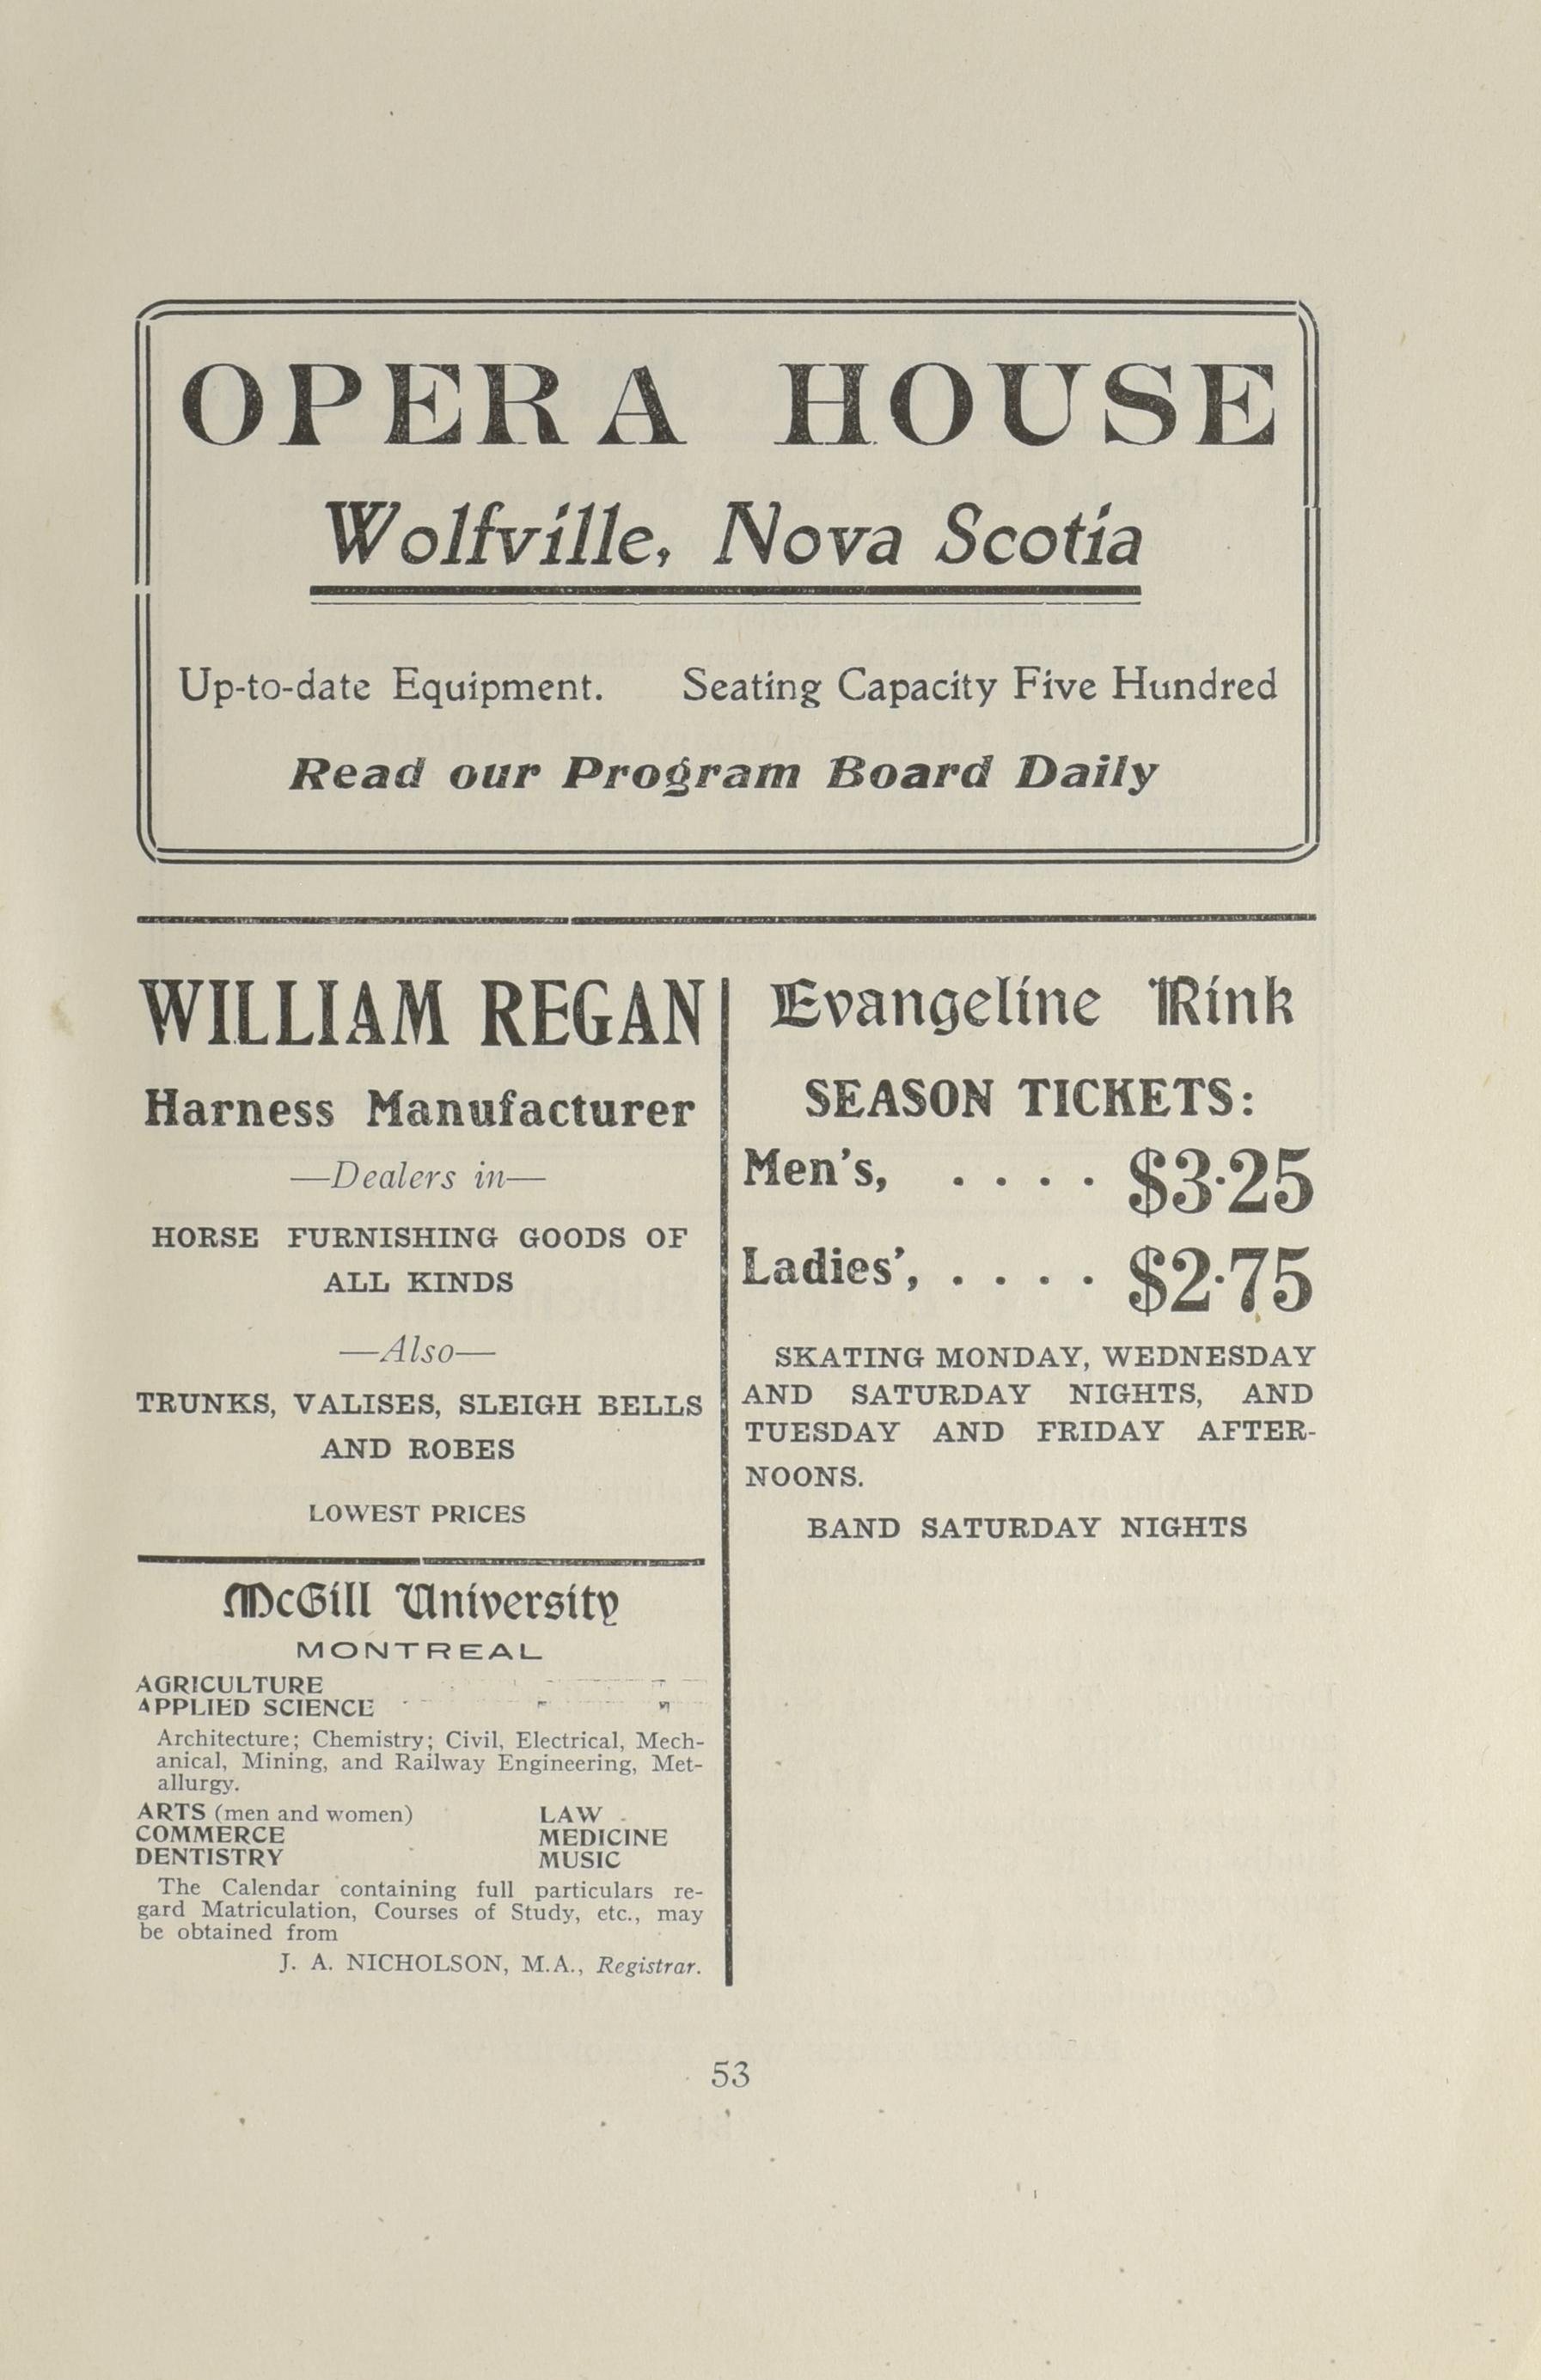 OPERA HOUSE
Wolfville, Nova Scotia
Up-to-date Equipment. Seating Capacity Five Hundred
Read our Program Board Daily
WILLIAM REGAN
Harness Manufacturer
—Dealers in—
HORSE FURNISHING GOODS OF
ALL KINDS
—Also—
TRUNKS, VALISES, SLEIGH BELLS
AND ROBES
LOWEST PRICES
McGill University
MONTREAL
AGRICULTURE
APPLIED SCIENCE
Architecture; Chemistry; Civil, Electrical, Mech-
anical, Mining, and Railway Engineering, Met-
allurgy.
ARTS (men and women) LAW
COMMERCE MEDICINE
DENTISTRY MUSIC
The Calendar containing full particulars re-
gard Matriculation, Courses of Study, etc., may
be obtained from
J. A. NICHOLSON, M.A., Registrar.
Evangeline Rink
SEASON TICKETS:
Men's, . . . . $3.25
Ladies', . . . . $2.75
SKATING MONDAY, WEDNESDAY
AND SATURDAY NIGHTS, AND
TUESDAY AND FRIDAY AFTER-
NOONS.
BAND SATURDAY NIGHTS
53